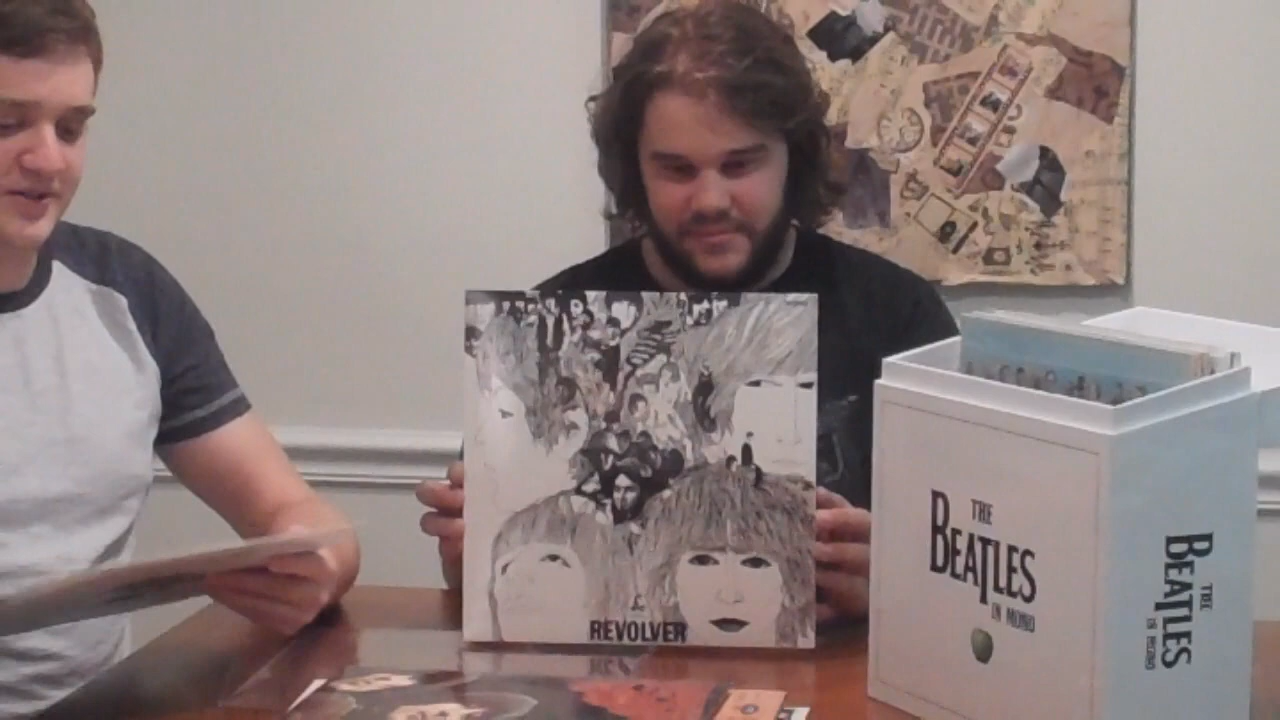 REVOLVER
THE
BEATLES
IN MONO
THE
BEATLES
IN MONO